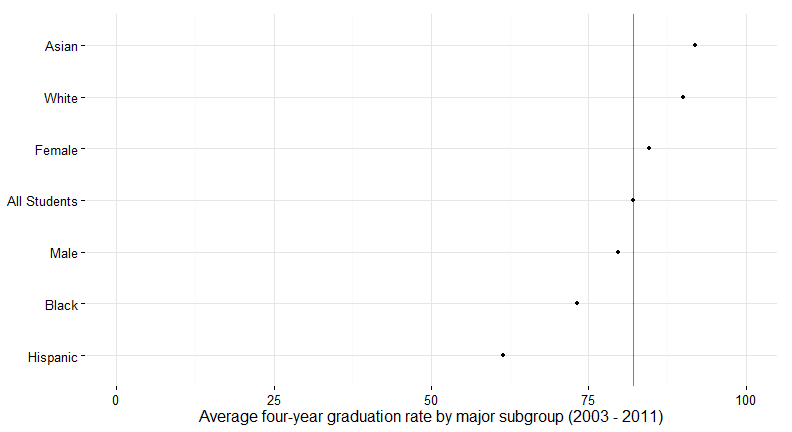 Asian
White
Female
All Students
Male
Black
Hispanic
0 25 50 75 100
Average four-year graduation rate by major subgroup (2003 - 2011)